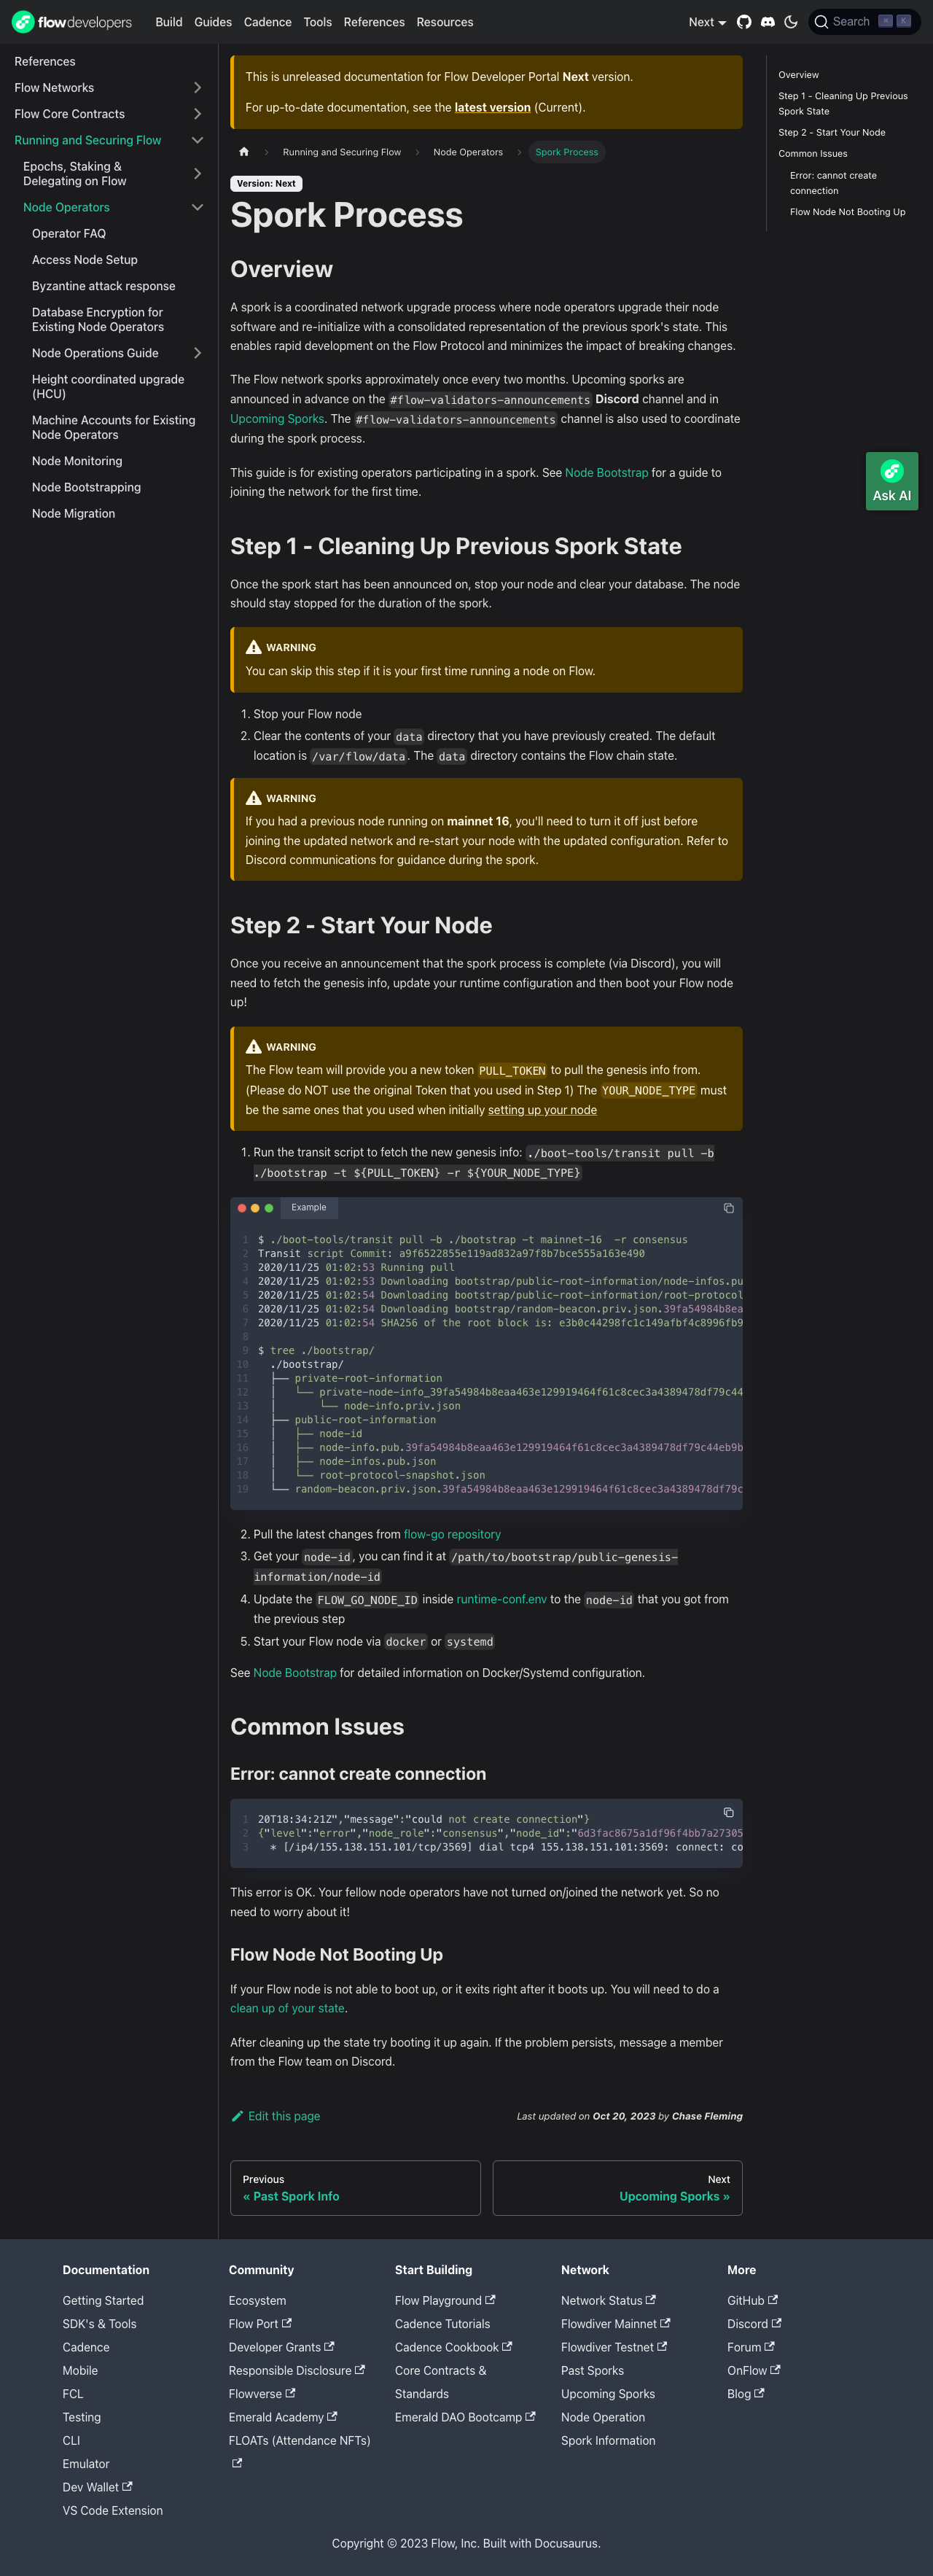 flowdevelopers
Build Guides Cadence Tools References Resources
Next
Search ⌘ K
References
Flow Networks
Flow Core Contracts
Running and Securing Flow
Epochs, Staking &
Delegating on Flow
Node Operators
Operator FAQ
Access Node Setup
Byzantine attack response
Database Encryption for
Existing Node Operators
Node Operations Guide
Height coordinated upgrade
(HCU)
Machine Accounts for Existing
Node Operators
Node Monitoring
Node Bootstrapping
Node Migration
This is unreleased documentation for Flow Developer Portal Next version.
For up-to-date documentation, see the latest version (Current).
Running and Securing Flow
Node Operators
Spork Process
Version: Next
Spork Process
Overview
A spork is a coordinated network upgrade process where node operators upgrade their node
software and re-initialize with a consolidated representation of the previous spork's state. This
enables rapid development on the Flow Protocol and minimizes the impact of breaking changes.
The Flow network sporks approximately once every two months. Upcoming sporks are
announced in advance on the #flow-validators-announcements Discord channel and in
Upcoming Sporks. The #flow-validators-announcements channel is also used to coordinate
during the spork process.
This guide is for existing operators participating in a spork. See Node Bootstrap for a guide to
joining the network for the first time.
Step 1 - Cleaning Up Previous Spork State
Once the spork start has been announced on, stop your node and clear your database. The node
should stay stopped for the duration of the spork.
WARNING
You can skip this step if it is your first time running a node on Flow.
1. Stop your Flow node
2. Clear the contents of your data directory that you have previously created. The default
location is /var/flow/data. The data directory contains the Flow chain state.
WARNING
If you had a previous node running on mainnet 16, you'll need to turn it off just before
joining the updated network and re-start your node with the updated configuration. Refer to
Discord communications for guidance during the spork.
Step 2 - Start Your Node
Once you receive an announcement that the spork process is complete (via Discord), you will
need to fetch the genesis info, update your runtime configuration and then boot your Flow node
up!
WARNING
The Flow team will provide you a new token PULL_TOKEN to pull the genesis info from.
(Please do NOT use the original Token that you used in Step 1) The YOUR_NODE_TYPE must
be the same ones that you used when initially setting up your node
1. Run the transit script to fetch the new genesis info: ./boot-tools/transit pull -b
./bootstrap -t ${PULL_TOKEN} -r ${YOUR_NODE_TYPE}
Example
1 $ ./boot-tools/transit pull -b ./bootstrap -t mainnet-16  -r consensus
2 Transit script Commit: a9f6522855e119ad832a97f8b7bce555a163e490
3 2020/11/25 01:02:53 Running pull
4 2020/11/25 01:02:53 Downloading bootstrap/public-root-information/node-infos.pu
5 2020/11/25 01:02:54 Downloading bootstrap/public-root-information/root-protocol
6 2020/11/25 01:02:54 Downloading bootstrap/random-beacon.priv.json.39fa54984b8ea
7 2020/11/25 01:02:54 SHA256 of the root block is: e3b0c44298fc1c149afbf4c8996fb9
8
9 $ tree ./bootstrap/
10   ./bootstrap/
11   ├── private-root-information
12   │   └── private-node-info_39fa54984b8eaa463e129919464f61c8cec3a4389478df79c44
13   │       └── node-info.priv.json
14   ├── public-root-information
15   │   ├── node-id
16   │   ├── node-info.pub.39fa54984b8eaa463e129919464f61c8cec3a4389478df79c44eb9b
17   │   ├── node-infos.pub.json
18   │   └── root-protocol-snapshot.json
19   └── random-beacon.priv.json.39fa54984b8eaa463e129919464f61c8cec3a4389478df79c
2. Pull the latest changes from flow-go repository
3. Get your node-id, you can find it at /path/to/bootstrap/public-genesis-
information/node-id
4. Update the FLOW_GO_NODE_ID inside runtime-conf.env to the node-id that you got from
the previous step
5. Start your Flow node via docker or systemd
See Node Bootstrap for detailed information on Docker/Systemd configuration.
Common Issues
Error: cannot create connection
1 20T18:34:21Z","message":"could not create connection"}
2 {"level":"error","node_role":"consensus","node_id":"6d3fac8675a1df96f4bb7a27305
3   * [/ip4/155.138.151.101/tcp/3569] dial tcp4 155.138.151.101:3569: connect: co
This error is OK. Your fellow node operators have not turned on/joined the network yet. So no
need to worry about it!
Flow Node Not Booting Up
If your Flow node is not able to boot up, or it exits right after it boots up. You will need to do a
clean up of your state.
After cleaning up the state try booting it up again. If the problem persists, message a member
from the Flow team on Discord.
Edit this page
Last updated on Oct 20, 2023 by Chase Fleming
Previous
« Past Spork Info
Next
Upcoming Sporks »
Overview
Step 1 - Cleaning Up Previous
Spork State
Step 2 - Start Your Node
Common Issues
Error: cannot create
connection
Flow Node Not Booting Up
Ask AI
Documentation
Getting Started
SDK's & Tools
Cadence
Mobile
FCL
Testing
CLI
Emulator
Dev Wallet
VS Code Extension
Community
Ecosystem
Flow Port
Developer Grants
Responsible Disclosure
Flowverse
Emerald Academy
FLOATs (Attendance NFTs)
Start Building
Flow Playground
Cadence Tutorials
Cadence Cookbook
Core Contracts &
Standards
Emerald DAO Bootcamp
Network
Network Status
Flowdiver Mainnet
Flowdiver Testnet
Past Sporks
Upcoming Sporks
Node Operation
Spork Information
More
GitHub
Discord
Forum
OnFlow
Blog
Copyright © 2023 Flow, Inc. Built with Docusaurus.